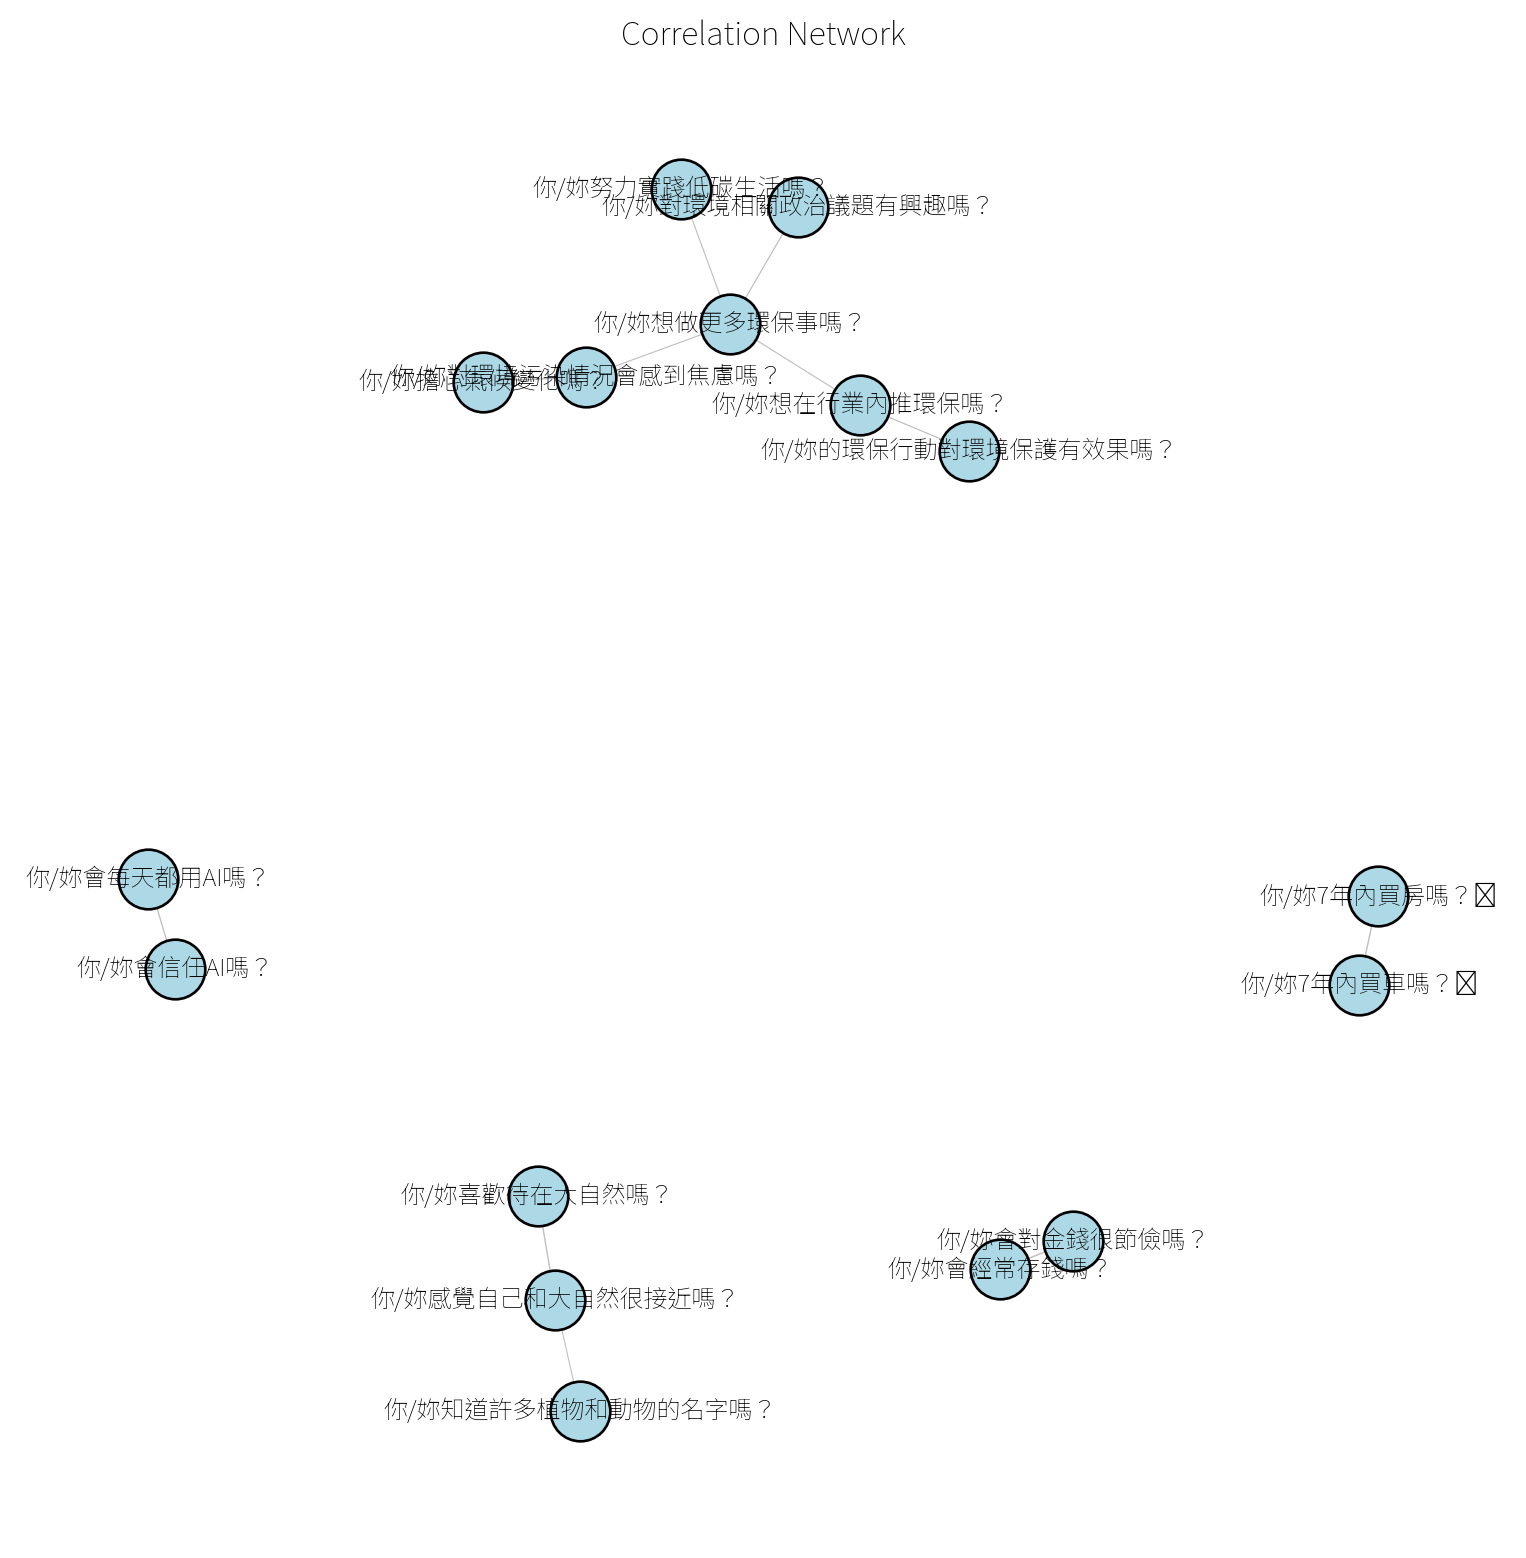 Correlation Network
你/妳努力實踐低碳生活嗎？
你/妳對環境相關政治議題有興趣嗎？
你/妳想做更多環保事嗎？
你/妳對環境污染情況會感到焦慮嗎？
你/妳擔心氣候變化嗎？
你/妳想在行業內推環保嗎？
你/妳的環保行動對環境保護有效果嗎？
你/妳會每天都用AI嗎？
你/妳7年內買房嗎？
你/妳會信任AI嗎？
你/妳7年內買車嗎？
你/妳喜歡待在大自然嗎？
你/妳會對金錢很節儉嗎？
你/妳會經常存錢嗎？
你/妳感覺自己和大自然很接近嗎？
你/妳知道許多植物和動物的名字嗎？